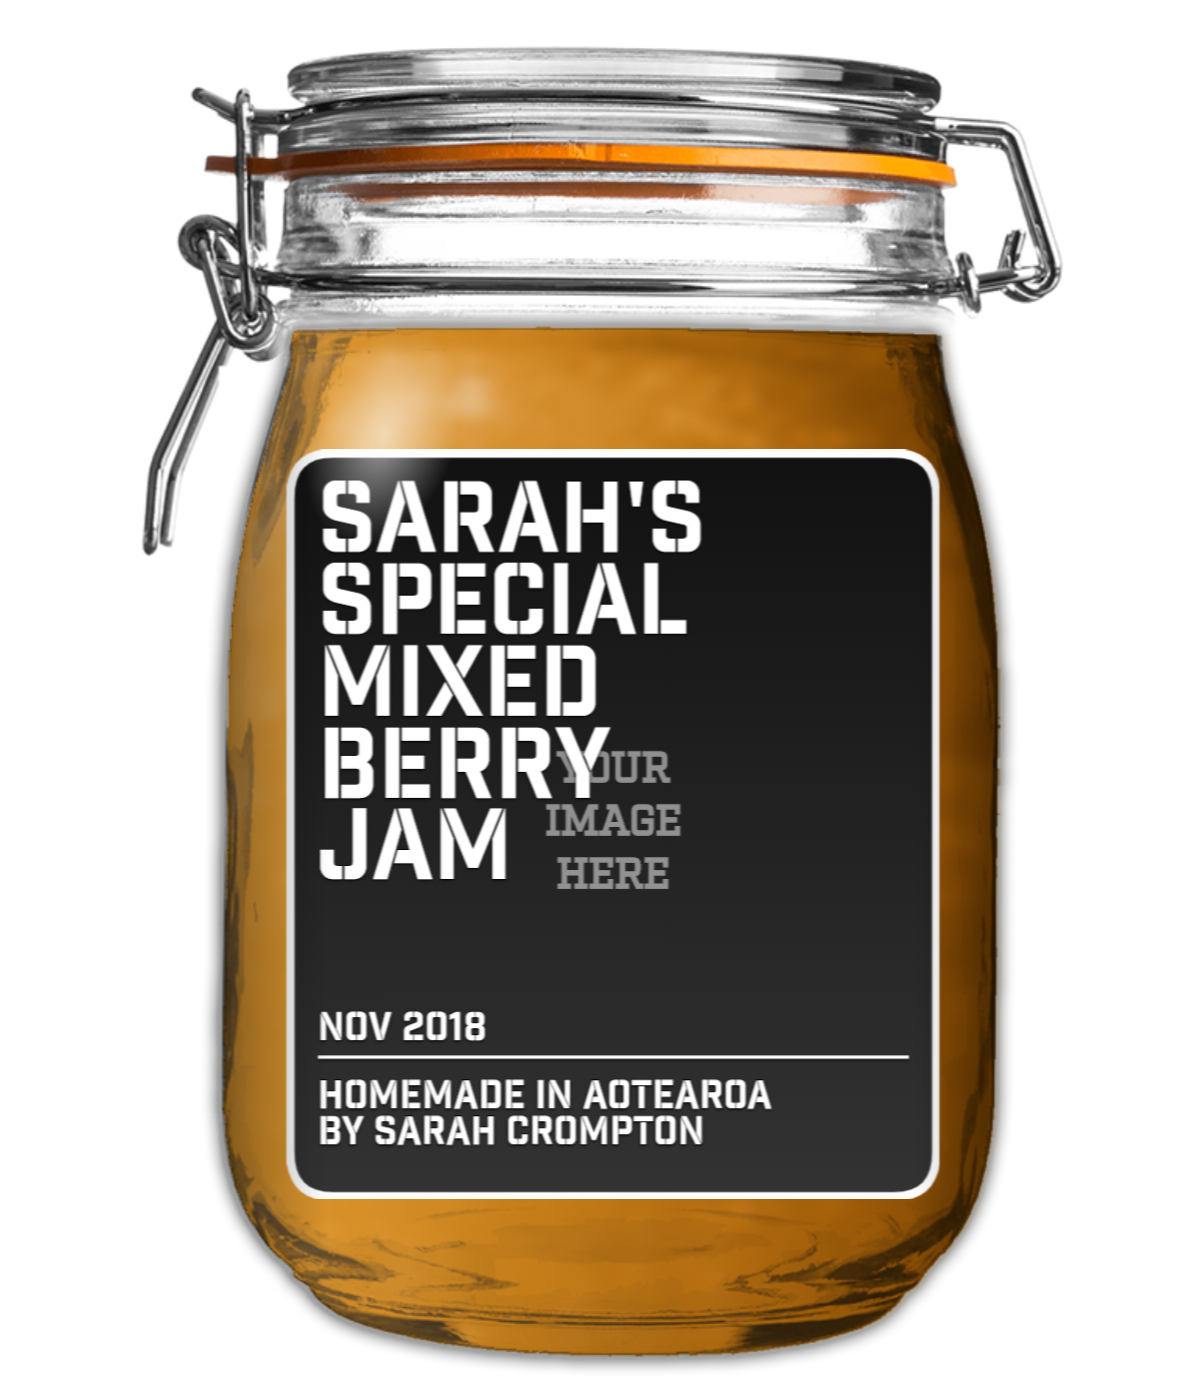 SARAH'S
SPECIAL
MIXED
BERRY
JAM
YOUR
IMAGE
HERE
NOV 2018
HOMEMADE IN AOTEAROA
BY SARAH CROMPTON